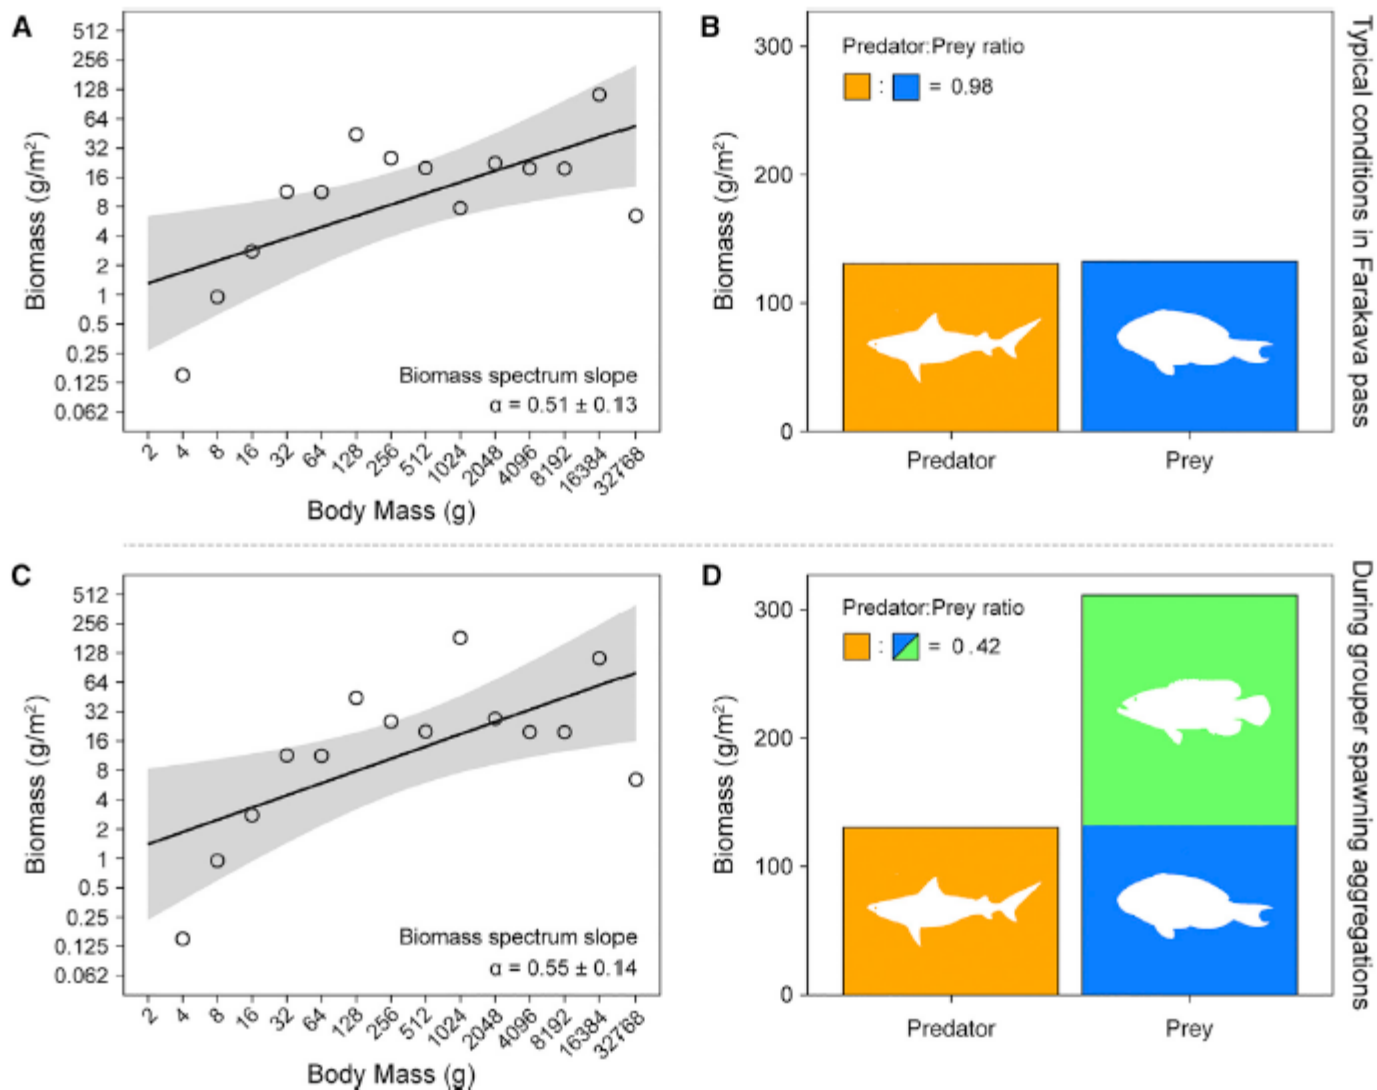 A
Biomass (g/m²)
512
256
128
64
32
16
8
4
2
1
0.5
0.25
0.125
0.062
Biomass spectrum slope
α = 0.51 ± 0.13
2 4 8 16 32 64 128 256 512 1024 2048 4096 8192 16384 32768
Body Mass (g)
B
Biomass (g/m²)
300
200
100
0
Predator:Prey ratio
: = 0.98
Predator Prey
Typical conditions in Farakava pass
C
Biomass (g/m²)
512
256
128
64
32
16
8
4
2
1
0.5
0.25
0.125
0.062
Biomass spectrum slope
α = 0.55 ± 0.14
2 4 8 16 32 64 128 256 512 1024 2048 4096 8192 16384 32768
Body Mass (g)
D
Biomass (g/m²)
300
200
100
0
Predator:Prey ratio
: = 0.42
Predator Prey
During grouper spawning aggregations